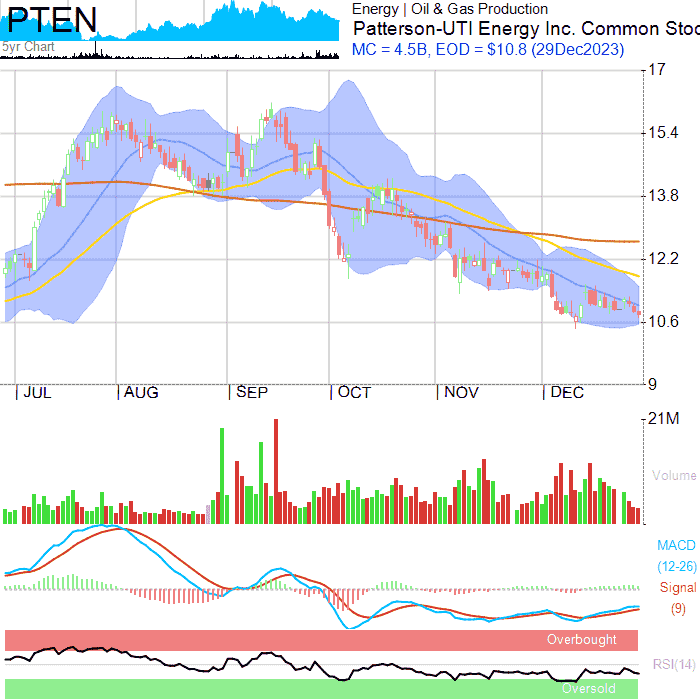 PTEN
5yr Chart
Energy | Oil & Gas Production
Patterson-UTI Energy Inc. Common Stoc
MC = 4.5B, EOD = $10.8 (29Dec2023)
17
15.4
13.8
12.2
10.6
9
JUL AUG SEP OCT NOV DEC
21M
Volume
MACD
(12-26)
Signal
(9)
Overbought
RSI(14)
Oversold